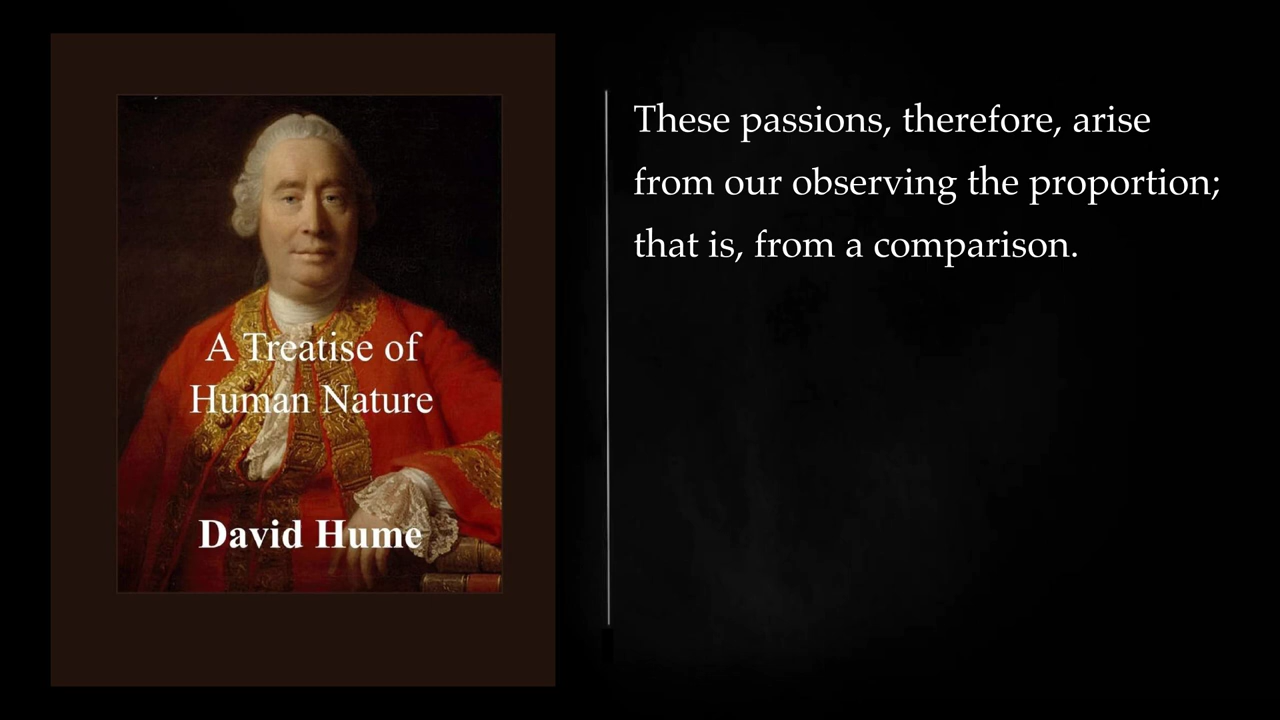 A Treatise of
Human Nature
David Hume
These passions, therefore, arise
from our observing the proportion;
that is, from a comparison.